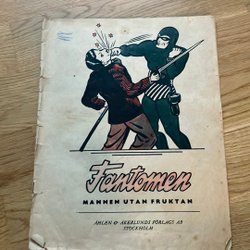 Fantomen
MANNEN UTAN FRUKTAN
ÅHLÉN & ÅKERLUNDS FÖRLAGS AB
STOCKHOLM